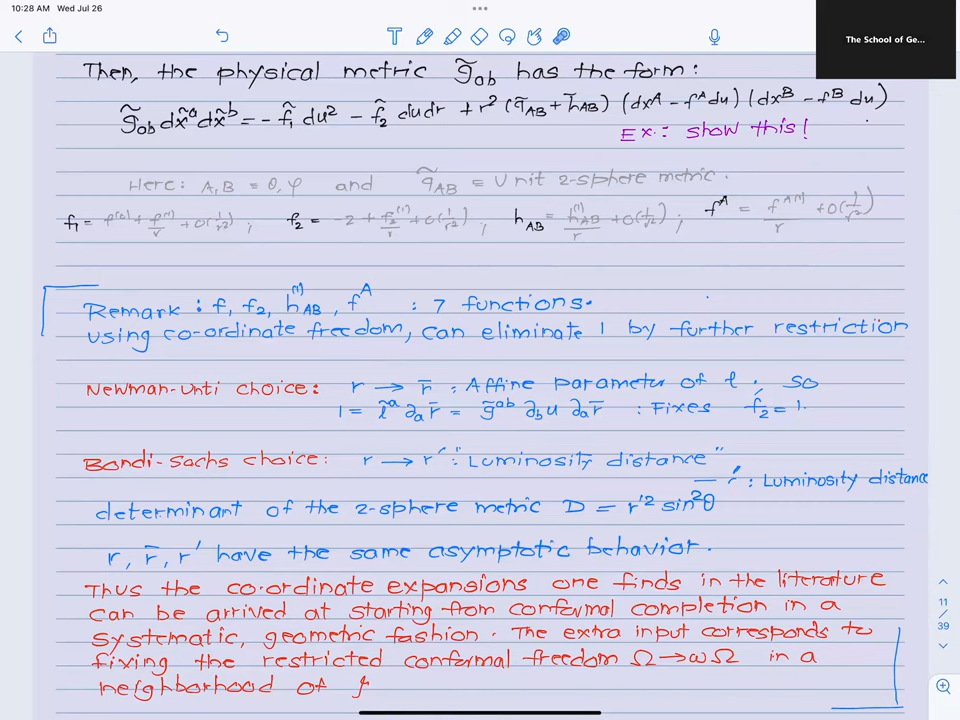 10:28 AM Wed Jul 26
The School of Ge...
Then, the physical metric g̃ab has the form:
g̃ab dx̃ᵃ dx̃ᵇ = - f̃₁ du² - f̃₂ du dr + r² (q̃AB + h̃AB) (dxᴬ - fᴬ du) (dxᴮ - fᴮ du)
Ex.: show this!
Here: A, B = θ, φ and q̃AB ≡ Unit 2-sphere metric.
f₁ = f⁽⁰⁾ + f⁽¹⁾/r + O(1/r²); f₂ = -2 + f₂⁽¹⁾/r + O(1/r²); hAB = hAB⁽¹⁾/r + O(1/r²); fᴬ = fᴬ⁽¹⁾/r + O(1/r²)
Remark: f₁, f₂, hAB⁽¹⁾, fᴬ : 7 functions.
using co-ordinate freedom, can eliminate 1 by further restriction
Newman-Unti choice: r → r̄ : Affine parameter of ℓ. So
1 = ℓ̃ᵃ ∂a r̄ = g̃ᵃᵇ ∂b u ∂a r̄ : Fixes f₂ = 1.
Bondi-Sachs choice: r → r' : "Luminosity distance"
r' : Luminosity distance
determinant of the 2-sphere metric D = r'² sin²θ
r, r̄, r' have the same asymptotic behavior.
Thus the co-ordinate expansions one finds in the literature
can be arrived at starting from conformal completion in a
systematic, geometric fashion. The extra input corresponds to
fixing the restricted conformal freedom Ω → ωΩ in a
neighborhood of ℐ
11
39